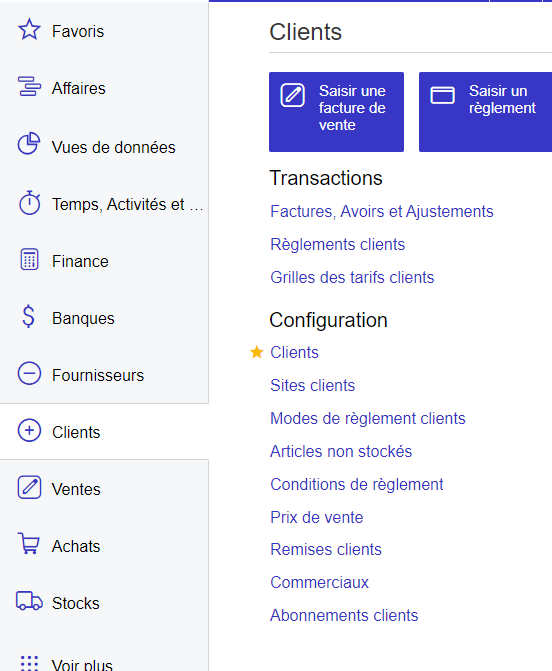 Favoris
Affaires
Vues de données
Temps, Activités et ...
Finance
Banques
Fournisseurs
Clients
Ventes
Achats
Stocks
Voir plus
Clients
Saisir une
facture de
vente
Saisir un
règlement
Transactions
Factures, Avoirs et Ajustements
Règlements clients
Grilles des tarifs clients
Configuration
Clients
Sites clients
Modes de règlement clients
Articles non stockés
Conditions de règlement
Prix de vente
Remises clients
Commerciaux
Abonnements clients